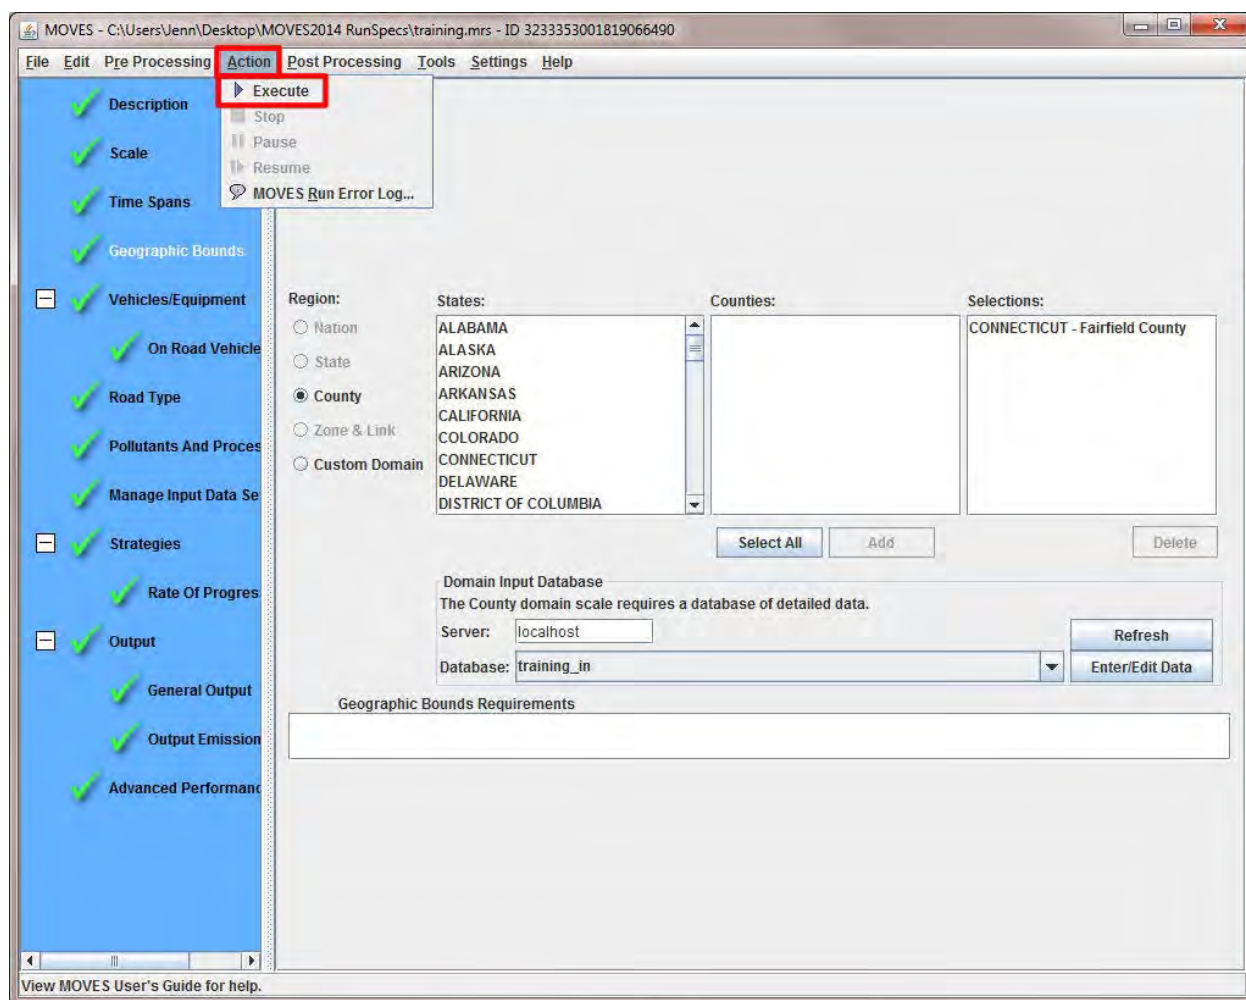 MOVES - C:\Users\Jenn\Desktop\MOVES2014 RunSpecs\training.mrs - ID 3233353001819066490
File Edit Pre Processing Action Post Processing Tools Settings Help
Execute
Stop
Pause
Resume
MOVES Run Error Log...
Description
Scale
Time Spans
Geographic Bounds
Vehicles/Equipment
On Road Vehicle
Road Type
Pollutants And Proces
Manage Input Data Se
Strategies
Rate Of Progres
Output
General Output
Output Emission
Advanced Performanc
Region:
Nation
State
County
Zone & Link
Custom Domain
States:
ALABAMA
ALASKA
ARIZONA
ARKANSAS
CALIFORNIA
COLORADO
CONNECTICUT
DELAWARE
DISTRICT OF COLUMBIA
Counties:
Selections:
CONNECTICUT - Fairfield County
Select All
Add
Delete
Domain Input Database
The County domain scale requires a database of detailed data.
Server: localhost
Refresh
Database: training_in
Enter/Edit Data
Geographic Bounds Requirements
View MOVES User's Guide for help.